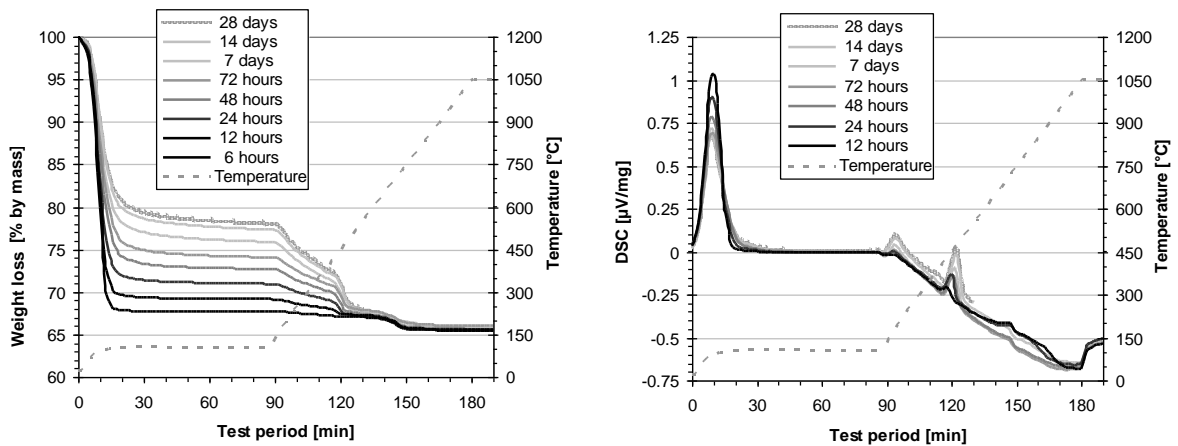 28 days
14 days
7 days
72 hours
48 hours
24 hours
12 hours
6 hours
Temperature
100
95
90
85
80
75
70
65
60
Weight loss [% by mass]
0 30 60 90 120 150 180
Test period [min]
1200
1050
900
750
600
450
300
150
0
Temperature [°C]
28 days
14 days
7 days
72 hours
48 hours
24 hours
12 hours
Temperature
1.25
1
0.75
0.5
0.25
0
-0.25
-0.5
-0.75
DSC [µV/mg]
0 30 60 90 120 150 180
Test period [min]
1200
1050
900
750
600
450
300
150
0
Temperature [°C]